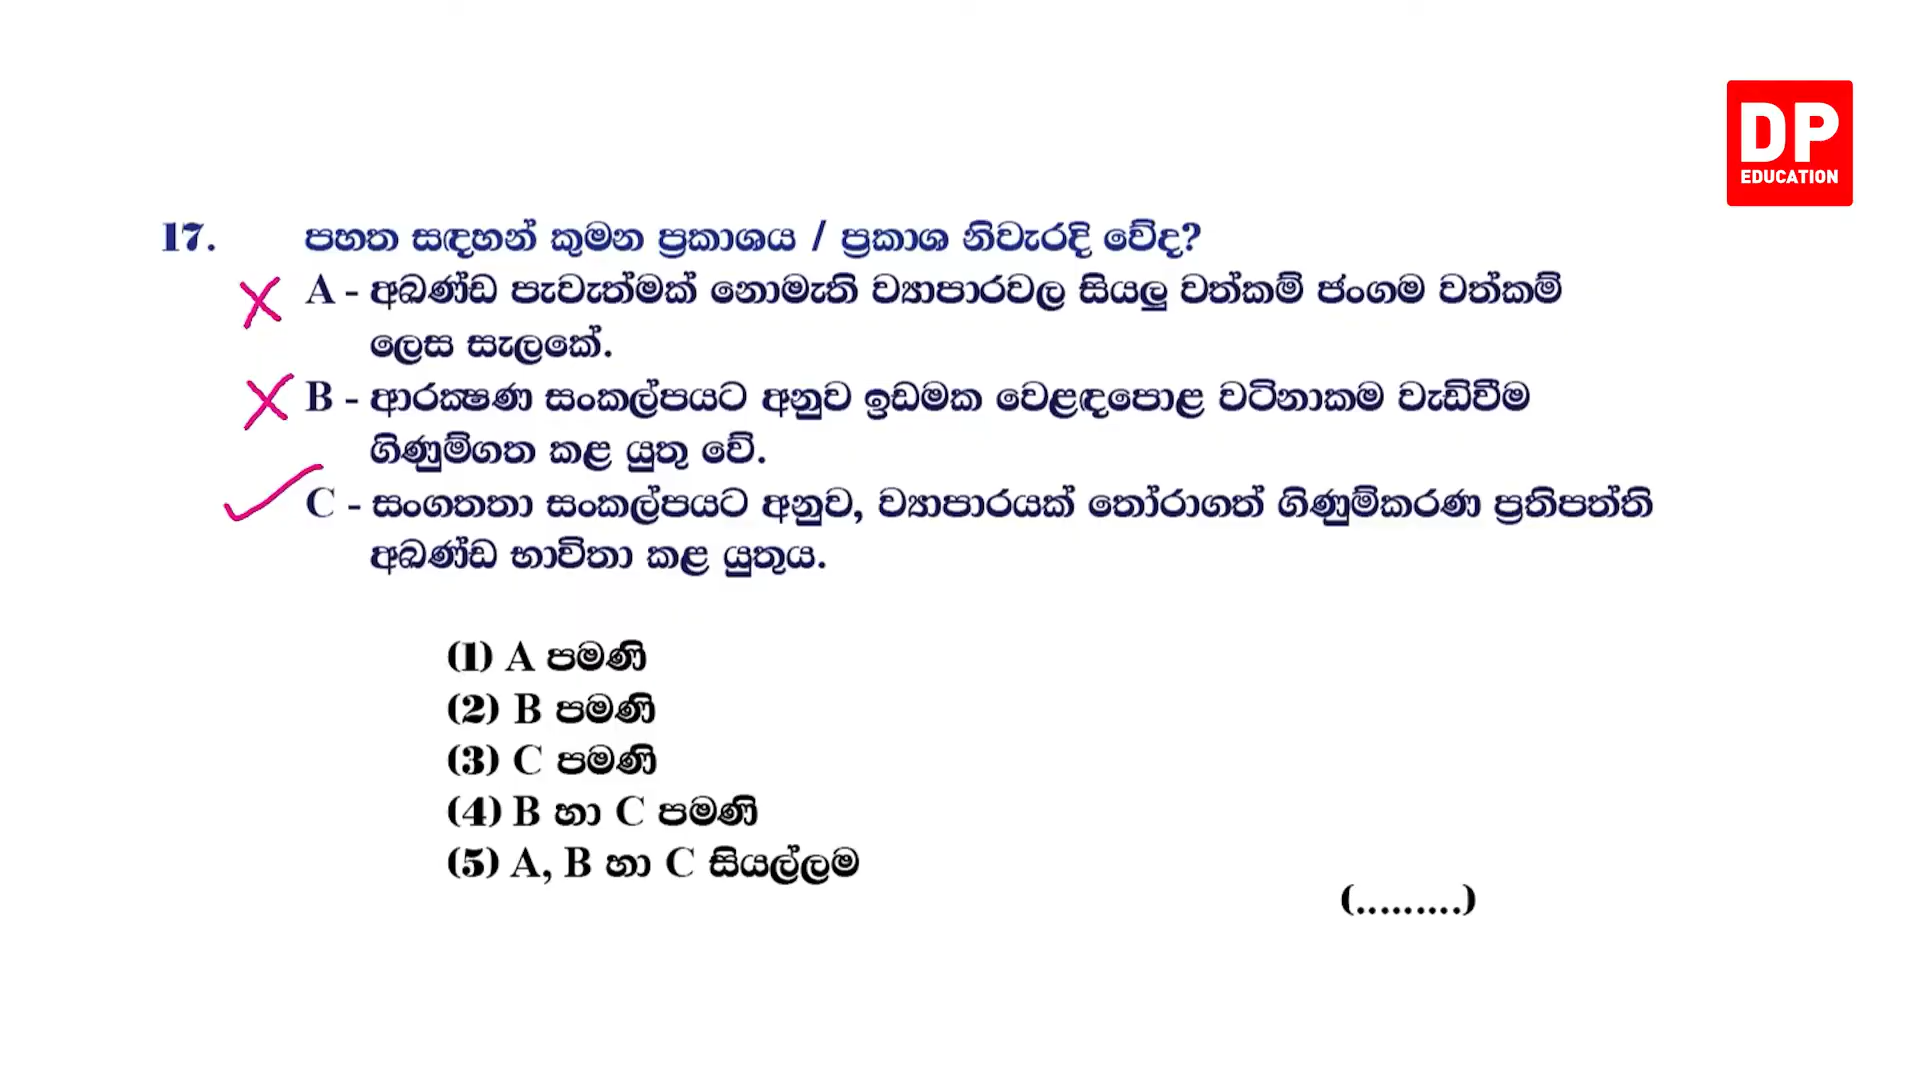 DP
EDUCATION
17. පහත සඳහන් කුමන ප්‍රකාශය / ප්‍රකාශ නිවැරදි වේද?
A - අඛණ්ඩ පැවැත්මක් නොමැති ව්‍යාපාරවල සියලු වත්කම් ජංගම වත්කම්
ලෙස සැලකේ.
B - ආරක්‍ෂණ සංකල්පයට අනුව ඉඩමක වෙළඳපොළ වටිනාකම වැඩිවීම
ගිණුම්ගත කළ යුතු වේ.
C - සංගතතා සංකල්පයට අනුව, ව්‍යාපාරයක් තෝරාගත් ගිණුම්කරණ ප්‍රතිපත්ති
අඛණ්ඩ භාවිතා කළ යුතුය.
(1) A පමණි
(2) B පමණි
(3) C පමණි
(4) B හා C පමණි
(5) A, B හා C සියල්ලම
(.........)